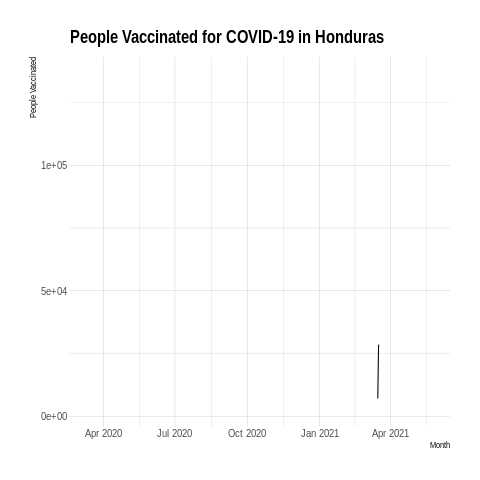 People Vaccinated for COVID-19 in Honduras
People Vaccinated
1e+05
5e+04
0e+00
Apr 2020 Jul 2020 Oct 2020 Jan 2021 Apr 2021
Month